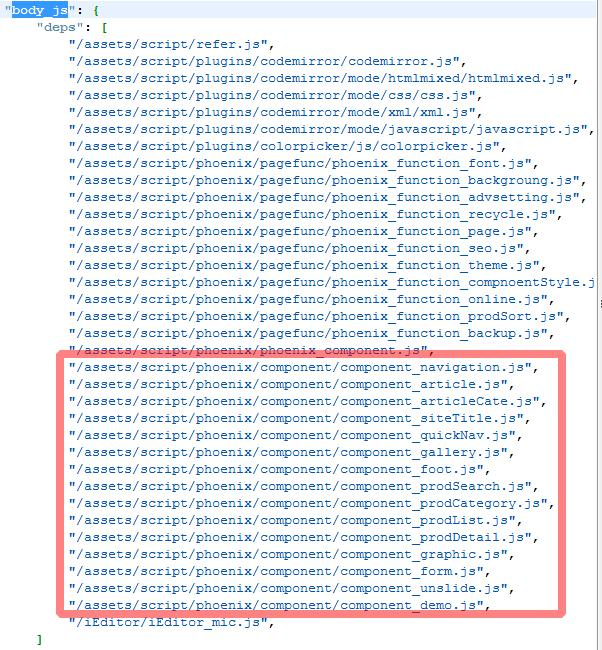 "body_js": {
"deps": [
"/assets/script/refer.js",
"/assets/script/plugins/codemirror/codemirror.js",
"/assets/script/plugins/codemirror/mode/htmlmixed/htmlmixed.js",
"/assets/script/plugins/codemirror/mode/css/css.js",
"/assets/script/plugins/codemirror/mode/xml/xml.js",
"/assets/script/plugins/codemirror/mode/javascript/javascript.js",
"/assets/script/plugins/colorpicker/js/colorpicker.js",
"/assets/script/phoenix/pagefunc/phoenix_function_font.js",
"/assets/script/phoenix/pagefunc/phoenix_function_backgroung.js",
"/assets/script/phoenix/pagefunc/phoenix_function_advsetting.js",
"/assets/script/phoenix/pagefunc/phoenix_function_recycle.js",
"/assets/script/phoenix/pagefunc/phoenix_function_page.js",
"/assets/script/phoenix/pagefunc/phoenix_function_seo.js",
"/assets/script/phoenix/pagefunc/phoenix_function_theme.js",
"/assets/script/phoenix/pagefunc/phoenix_function_compnoentStyle.j
"/assets/script/phoenix/pagefunc/phoenix_function_online.js",
"/assets/script/phoenix/pagefunc/phoenix_function_prodSort.js",
"/assets/script/phoenix/pagefunc/phoenix_function_backup.js",
"/assets/script/phoenix/phoenix_component.js",
"/assets/script/phoenix/component/component_navigation.js",
"/assets/script/phoenix/component/component_article.js",
"/assets/script/phoenix/component/component_articleCate.js",
"/assets/script/phoenix/component/component_siteTitle.js",
"/assets/script/phoenix/component/component_quickNav.js",
"/assets/script/phoenix/component/component_gallery.js",
"/assets/script/phoenix/component/component_foot.js",
"/assets/script/phoenix/component/component_prodSearch.js",
"/assets/script/phoenix/component/component_prodCategory.js",
"/assets/script/phoenix/component/component_prodList.js",
"/assets/script/phoenix/component/component_prodDetail.js",
"/assets/script/phoenix/component/component_graphic.js",
"/assets/script/phoenix/component/component_form.js",
"/assets/script/phoenix/component/component_unslide.js",
"/assets/script/phoenix/component/component_demo.js",
"/iEditor/iEditor_mic.js",
]